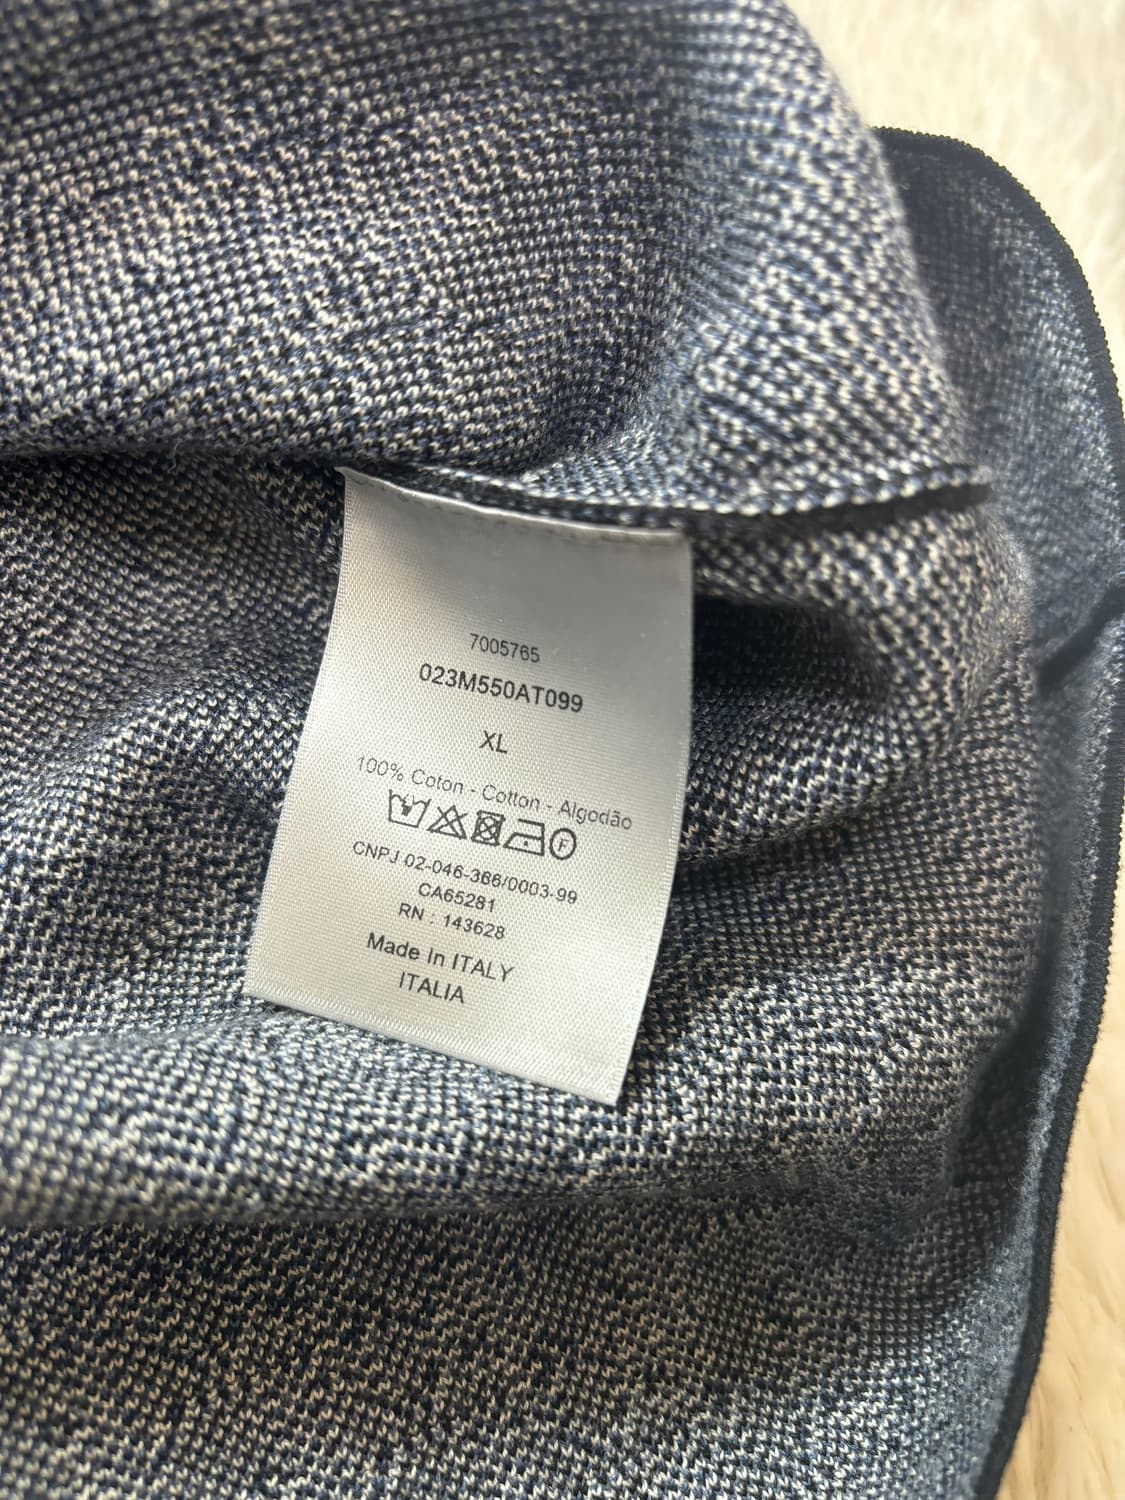 7005765
023M550AT099
XL
100% Coton - Cotton - Algodão
F
CNPJ 02-046-366/0003-99
CA65281
RN : 143628
Made in ITALY
ITALIA